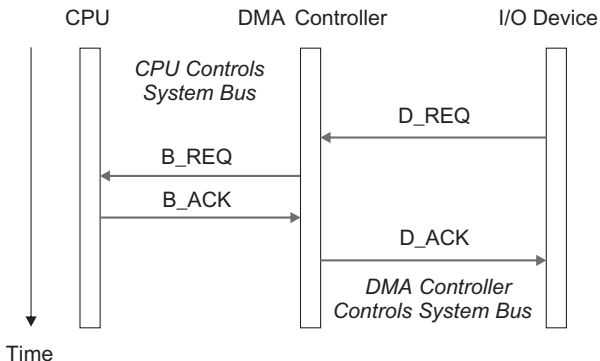 CPU
DMA Controller
I/O Device
CPU Controls
System Bus
D_REQ
B_REQ
B_ACK
D_ACK
DMA Controller
Controls System Bus
Time